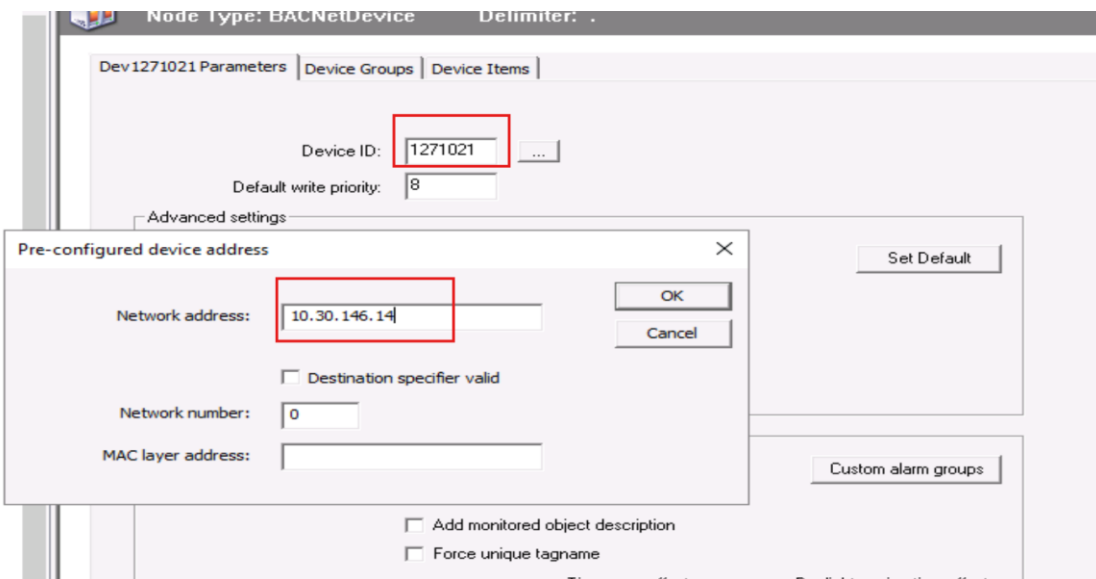 Node Type: BACNetDevice Delimiter: .
Dev1271021 Parameters Device Groups Device Items
Device ID: 1271021 ...
Default write priority: 8
Advanced settings
Set Default
Pre-configured device address
Network address: 10.30.146.14
OK
Cancel
Destination specifier valid
Network number: 0
MAC layer address:
Custom alarm groups
Add monitored object description
Force unique tagname